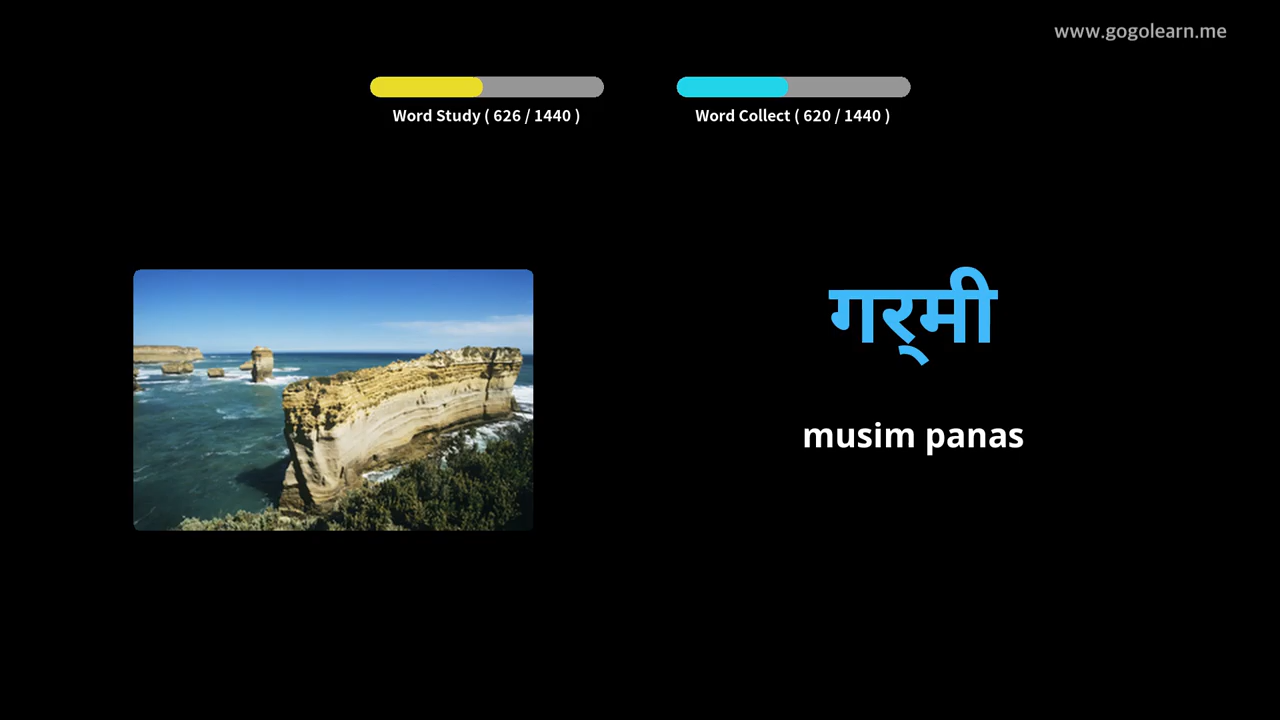 www.gogolearn.me
Word Study ( 626 / 1440 )
Word Collect ( 620 / 1440 )
गर्‌मी
musim panas